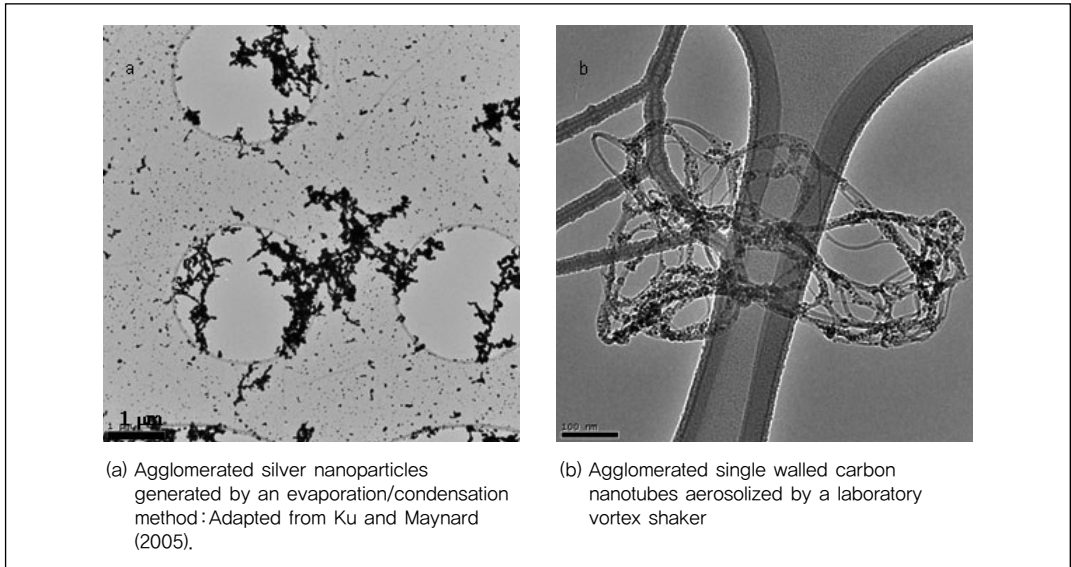 a
b
1 μm
100 nm
(a) Agglomerated silver nanoparticles
generated by an evaporation/condensation
method:Adapted from Ku and Maynard
(2005).
(b) Agglomerated single walled carbon
nanotubes aerosolized by a laboratory
vortex shaker